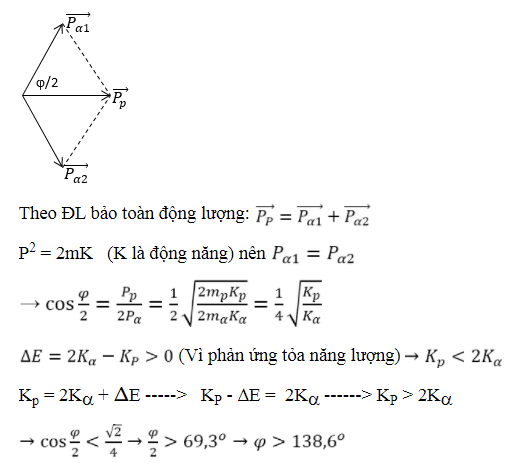 $\overrightarrow{P_{\alpha 1}}$
φ/2
$\overrightarrow{P_p}$
$\overrightarrow{P_{\alpha 2}}$
Theo ĐL bảo toàn động lượng: $\overrightarrow{P_P} = \overrightarrow{P_{\alpha 1}} + \overrightarrow{P_{\alpha 2}}$
P² = 2mK (K là động năng) nên $P_{\alpha 1} = P_{\alpha 2}$
$\rightarrow \cos\frac{\varphi}{2} = \frac{P_p}{2P_\alpha} = \frac{1}{2}\sqrt{\frac{2m_pK_p}{2m_\alpha K_\alpha}} = \frac{1}{4}\sqrt{\frac{K_p}{K_\alpha}}$
$\Delta E = 2K_\alpha - K_P > 0$ (Vì phản ứng tỏa năng lượng) $\rightarrow K_p < 2K_\alpha$
$K_p = 2K_\alpha + \Delta E$ -----> $K_P - \Delta E = 2K_\alpha$ ------> $K_P > 2K_\alpha$
$\rightarrow \cos\frac{\varphi}{2} < \frac{\sqrt{2}}{4} \rightarrow \frac{\varphi}{2} > 69,3^o \rightarrow \varphi > 138,6^o$